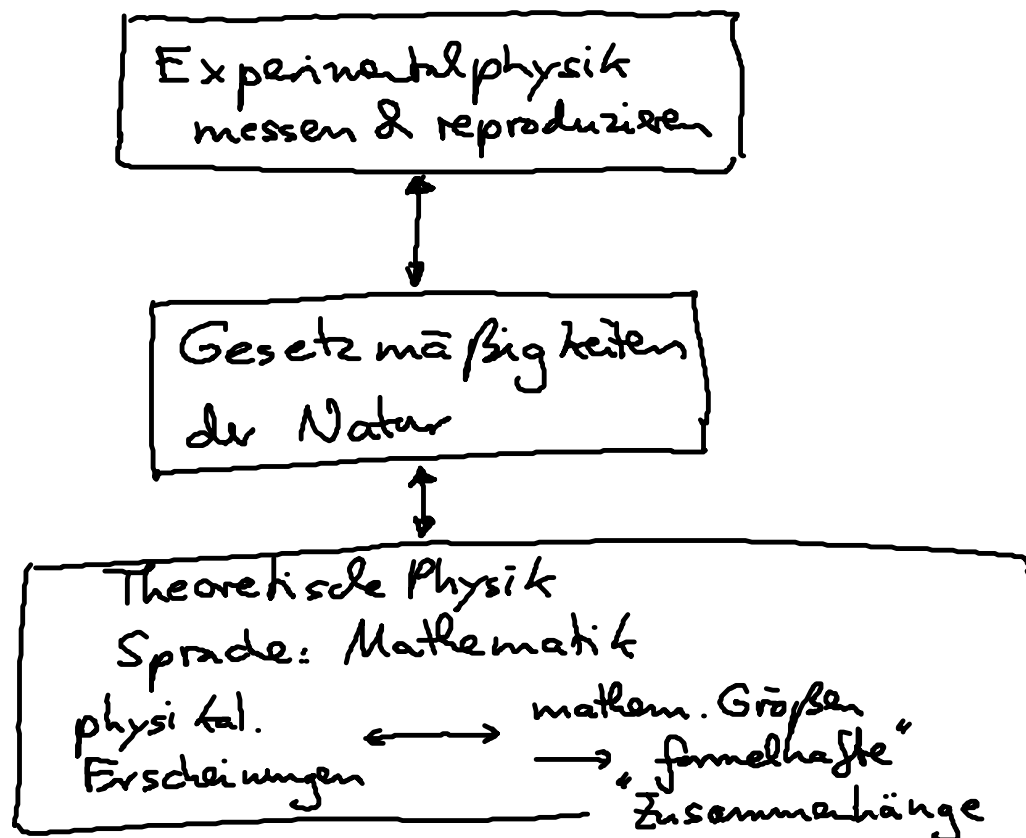 Experimentalphysik
messen & reproduzieren
Gesetzmäßigkeiten
der Natur
Theoretische Physik
Sprache: Mathematik
physikal. ↔ mathem. Größen
Erscheinungen → "formelhafte"
Zusammenhänge